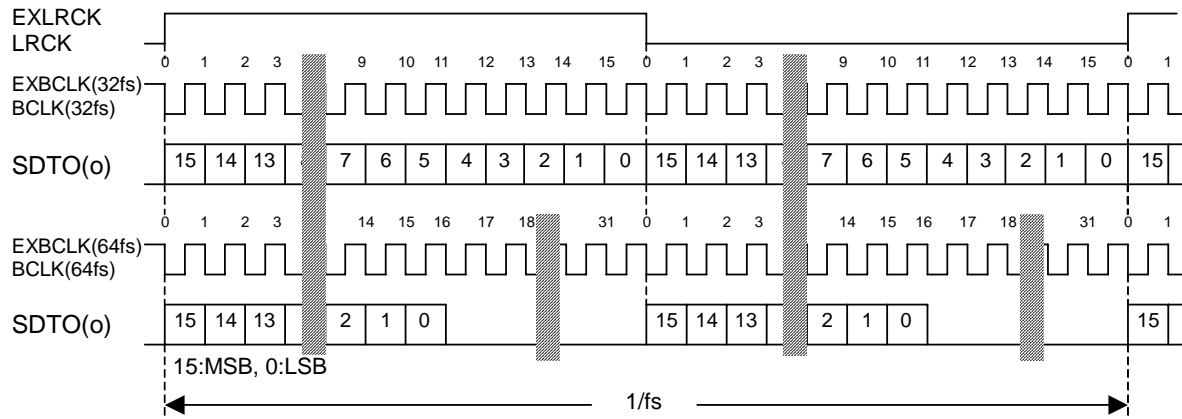 EXLRCK
LRCK
0 1 2 3 9 10 11 12 13 14 15 0 1 2 3 9 10 11 12 13 14 15 0 1
EXBCLK(32fs)
BCLK(32fs)
SDTO(o) 15 14 13 7 6 5 4 3 2 1 0 15 14 13 7 6 5 4 3 2 1 0 15
0 1 2 3 14 15 16 17 18 31 0 1 2 3 14 15 16 17 18 31 0 1
EXBCLK(64fs)
BCLK(64fs)
SDTO(o) 15 14 13 2 1 0 15 14 13 2 1 0 15
15:MSB, 0:LSB
1/fs